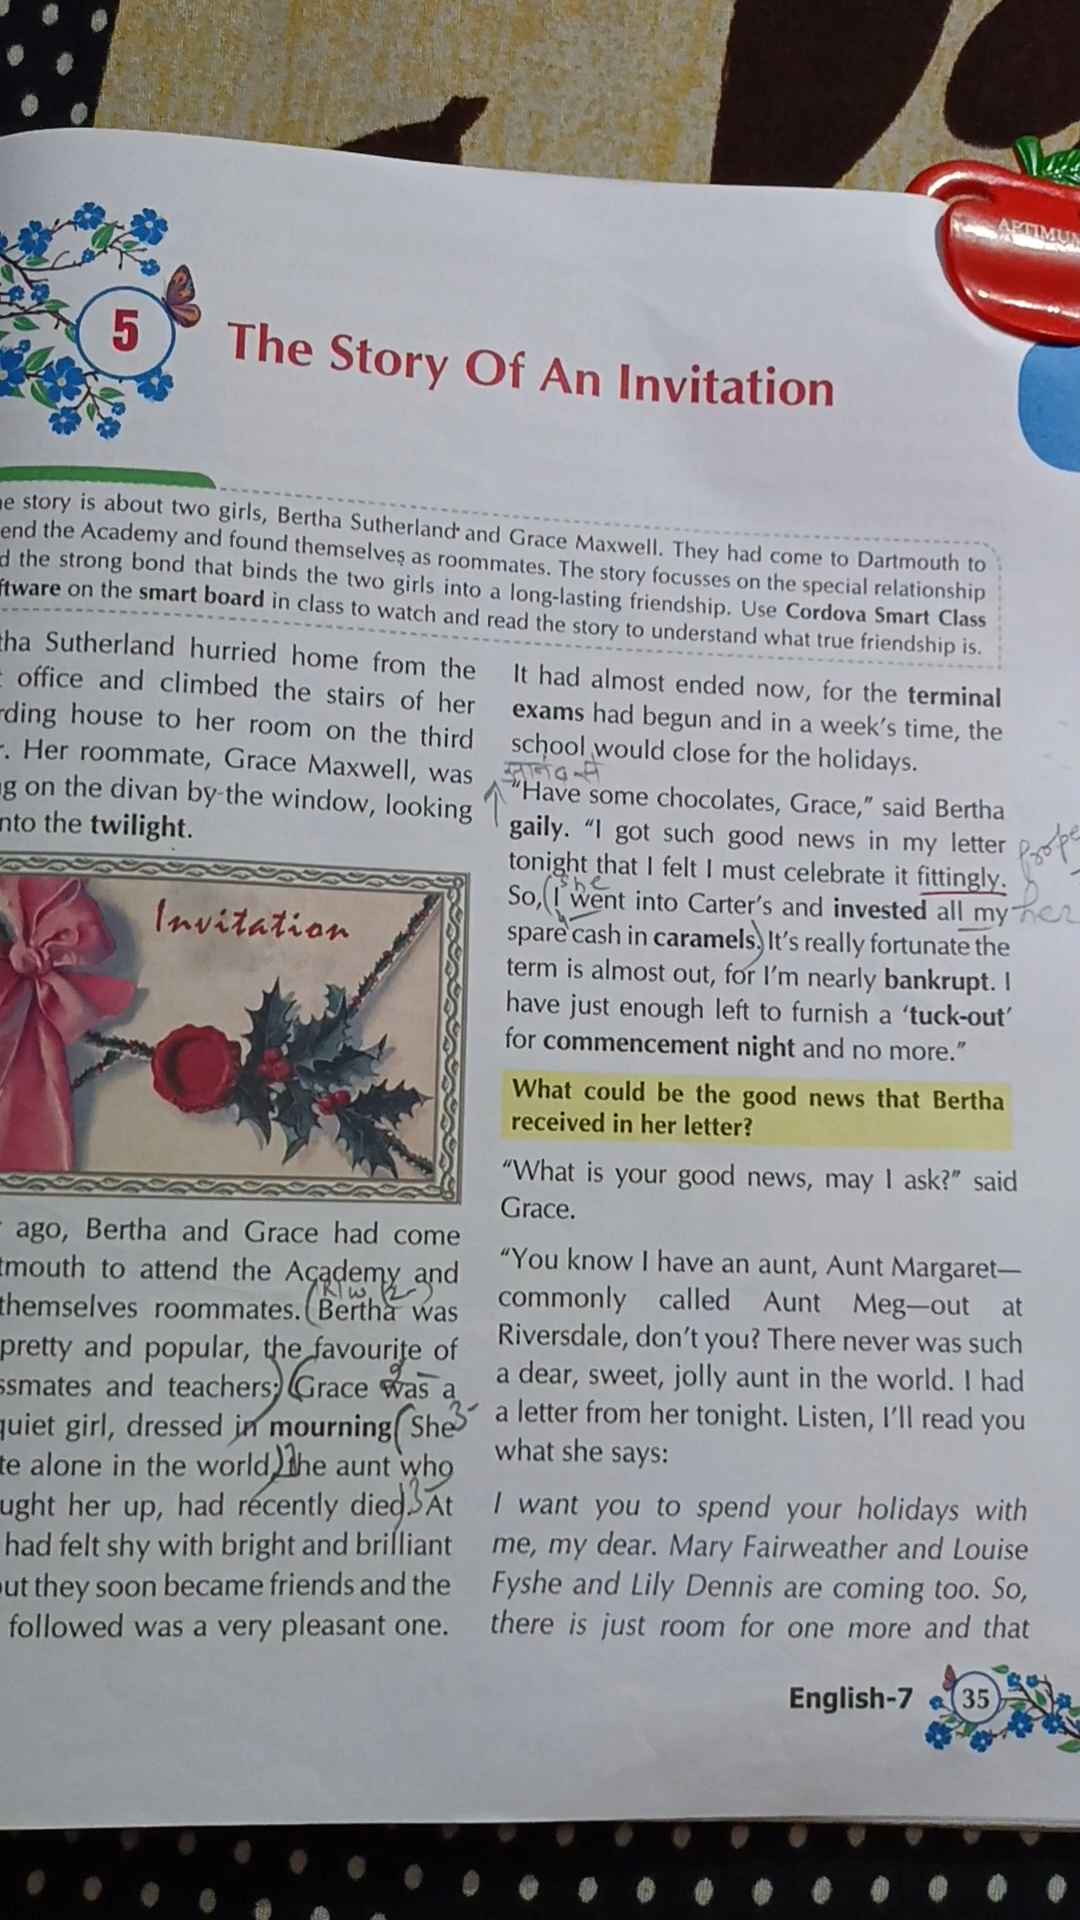 5
The Story Of An Invitation
APTIMUM
story is about two girls, Bertha Sutherland and Grace Maxwell. They had come to Dartmouth to
end the Academy and found themselves as roommates. The story focusses on the special relationship
d the strong bond that binds the two girls into a long-lasting friendship. Use Cordova Smart Class
ftware on the smart board in class to watch and read the story to understand what true friendship is.
tha Sutherland hurried home from the
office and climbed the stairs of her
rding house to her room on the third
r. Her roommate, Grace Maxwell, was
g on the divan by the window, looking
nto the twilight.
Invitation
ago, Bertha and Grace had come
tmouth to attend the Academy and
R/W (2)
themselves roommates. (Bertha was
pretty and popular, the favourite of
ssmates and teachers;) (Grace was a
quiet girl, dressed in mourning (She
te alone in the world) the aunt who
ught her up, had recently died. At
had felt shy with bright and brilliant
out they soon became friends and the
followed was a very pleasant one.
It had almost ended now, for the terminal
exams had begun and in a week's time, the
school would close for the holidays.
आनंद से
“Have some chocolates, Grace,” said Bertha
gaily. “I got such good news in my letter
tonight that I felt I must celebrate it fittingly.
she
So, (I went into Carter's and invested all my her
spare cash in caramels.) It's really fortunate the
term is almost out, for I'm nearly bankrupt. I
have just enough left to furnish a ‘tuck-out’
for commencement night and no more.”
What could be the good news that Bertha
received in her letter?
“What is your good news, may I ask?” said
Grace.
“You know I have an aunt, Aunt Margaret—
commonly called Aunt Meg—out at
Riversdale, don't you? There never was such
a dear, sweet, jolly aunt in the world. I had
a letter from her tonight. Listen, I'll read you
what she says:
I want you to spend your holidays with
me, my dear. Mary Fairweather and Louise
Fyshe and Lily Dennis are coming too. So,
there is just room for one more and that
English-7
35